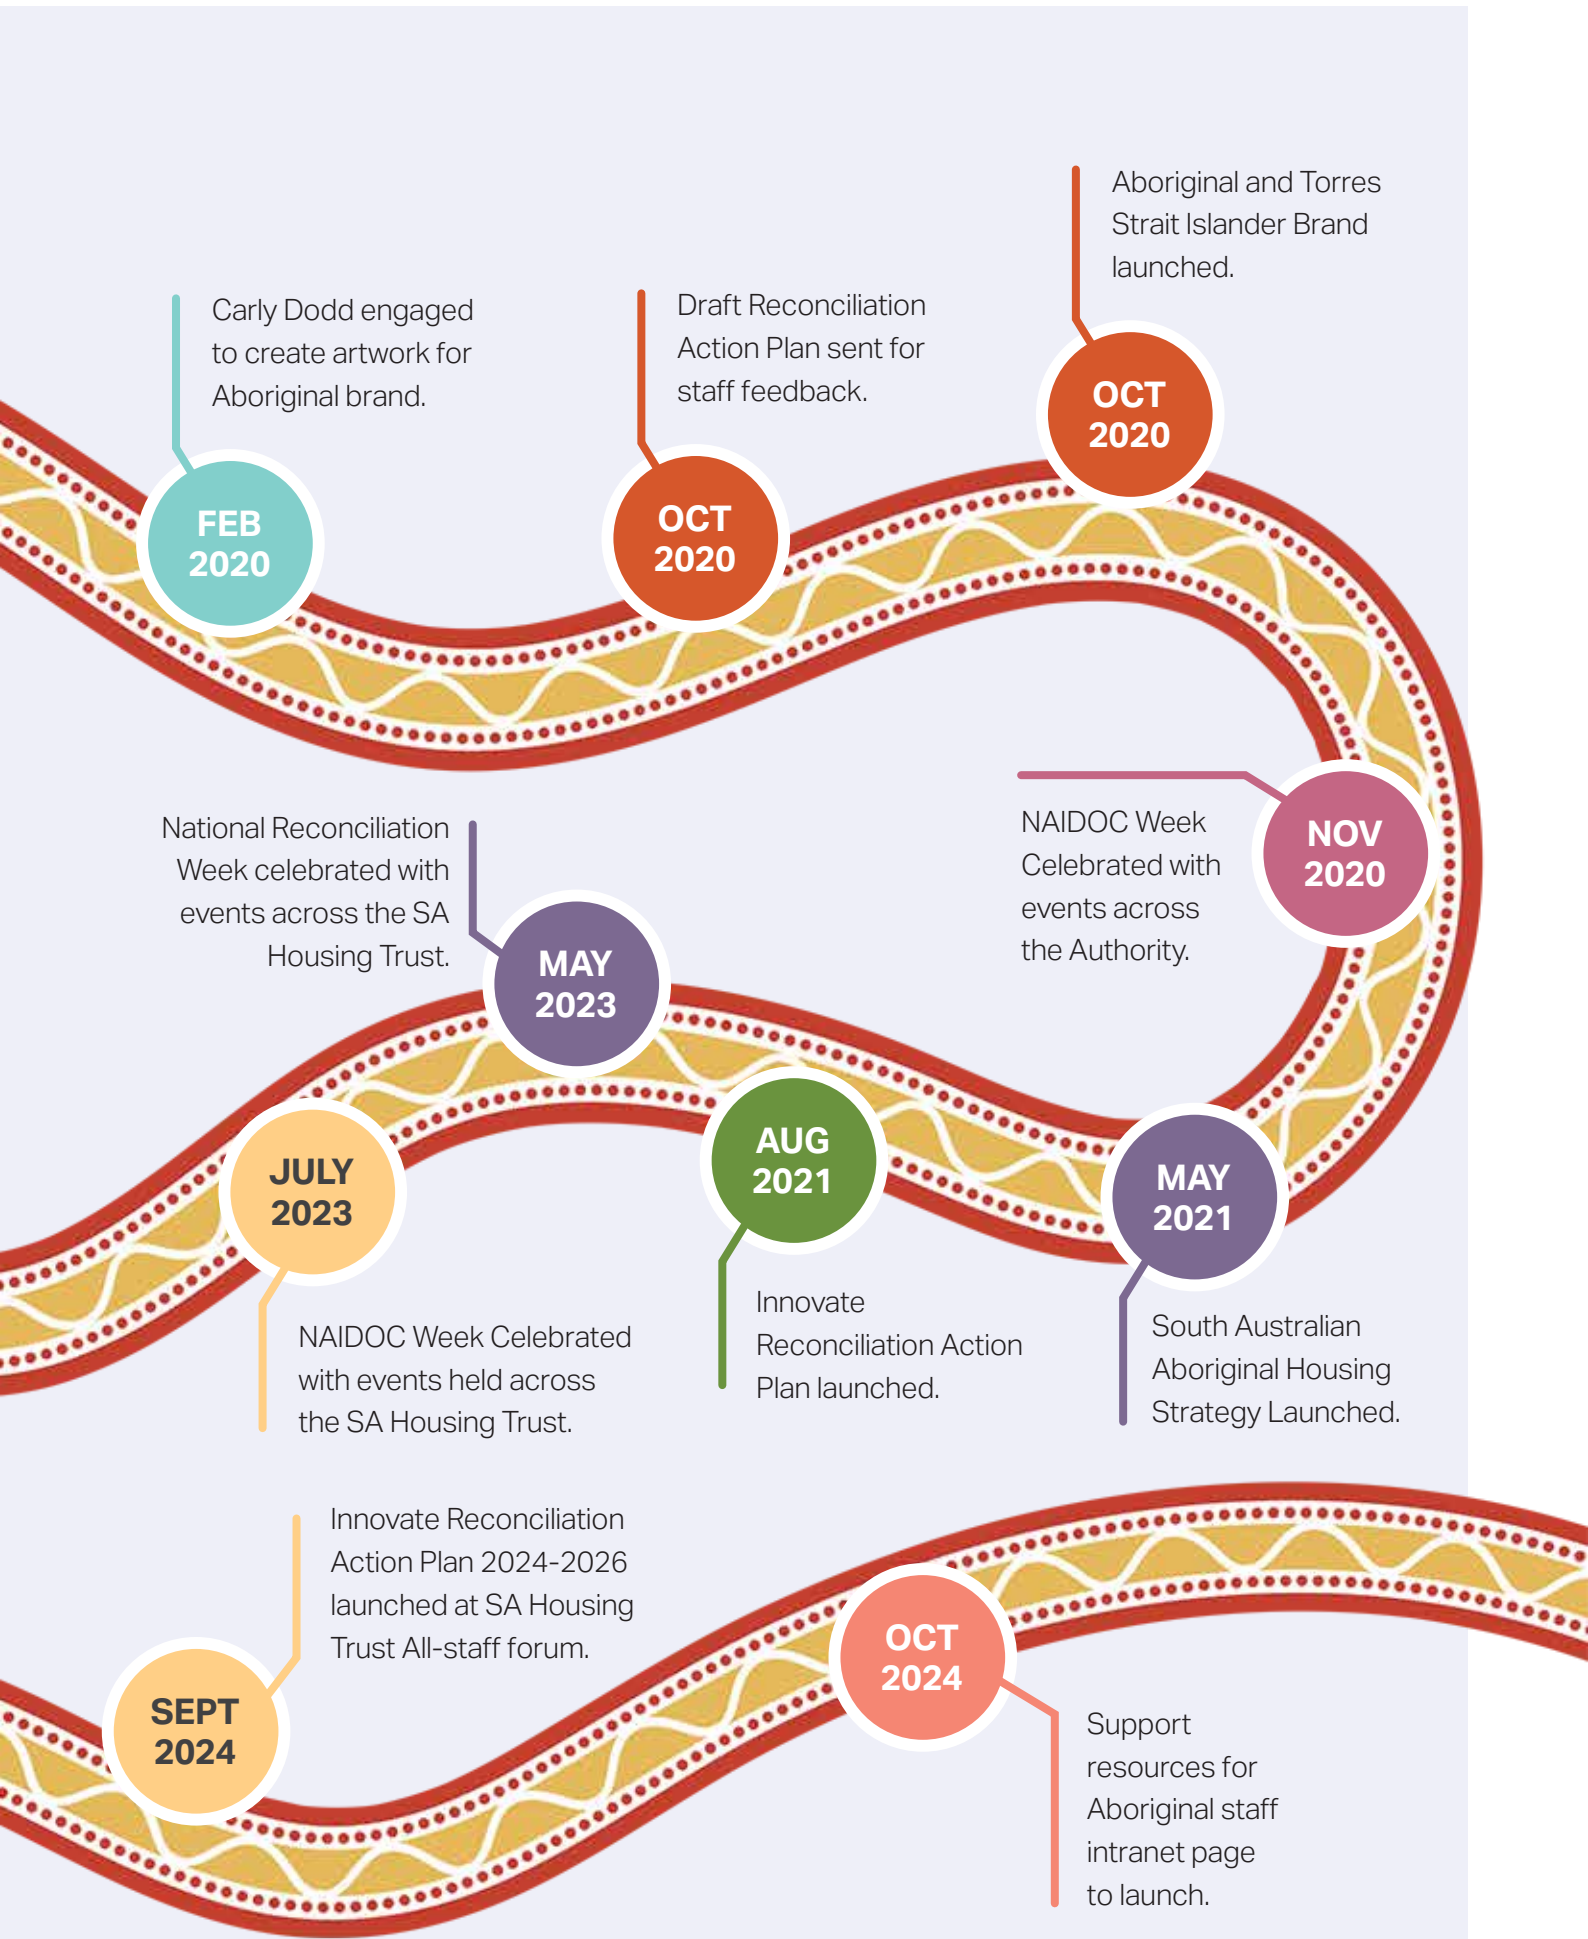 Carly Dodd engaged
to create artwork for
Aboriginal brand.
FEB
2020
Draft Reconciliation
Action Plan sent for
staff feedback.
OCT
2020
Aboriginal and Torres
Strait Islander Brand
launched.
OCT
2020
NAIDOC Week
Celebrated with
events across
the Authority.
NOV
2020
MAY
2021
South Australian
Aboriginal Housing
Strategy Launched.
AUG
2021
Innovate
Reconciliation Action
Plan launched.
National Reconciliation
Week celebrated with
events across the SA
Housing Trust.
MAY
2023
JULY
2023
NAIDOC Week Celebrated
with events held across
the SA Housing Trust.
Innovate Reconciliation
Action Plan 2024-2026
launched at SA Housing
Trust All-staff forum.
SEPT
2024
OCT
2024
Support
resources for
Aboriginal staff
intranet page
to launch.